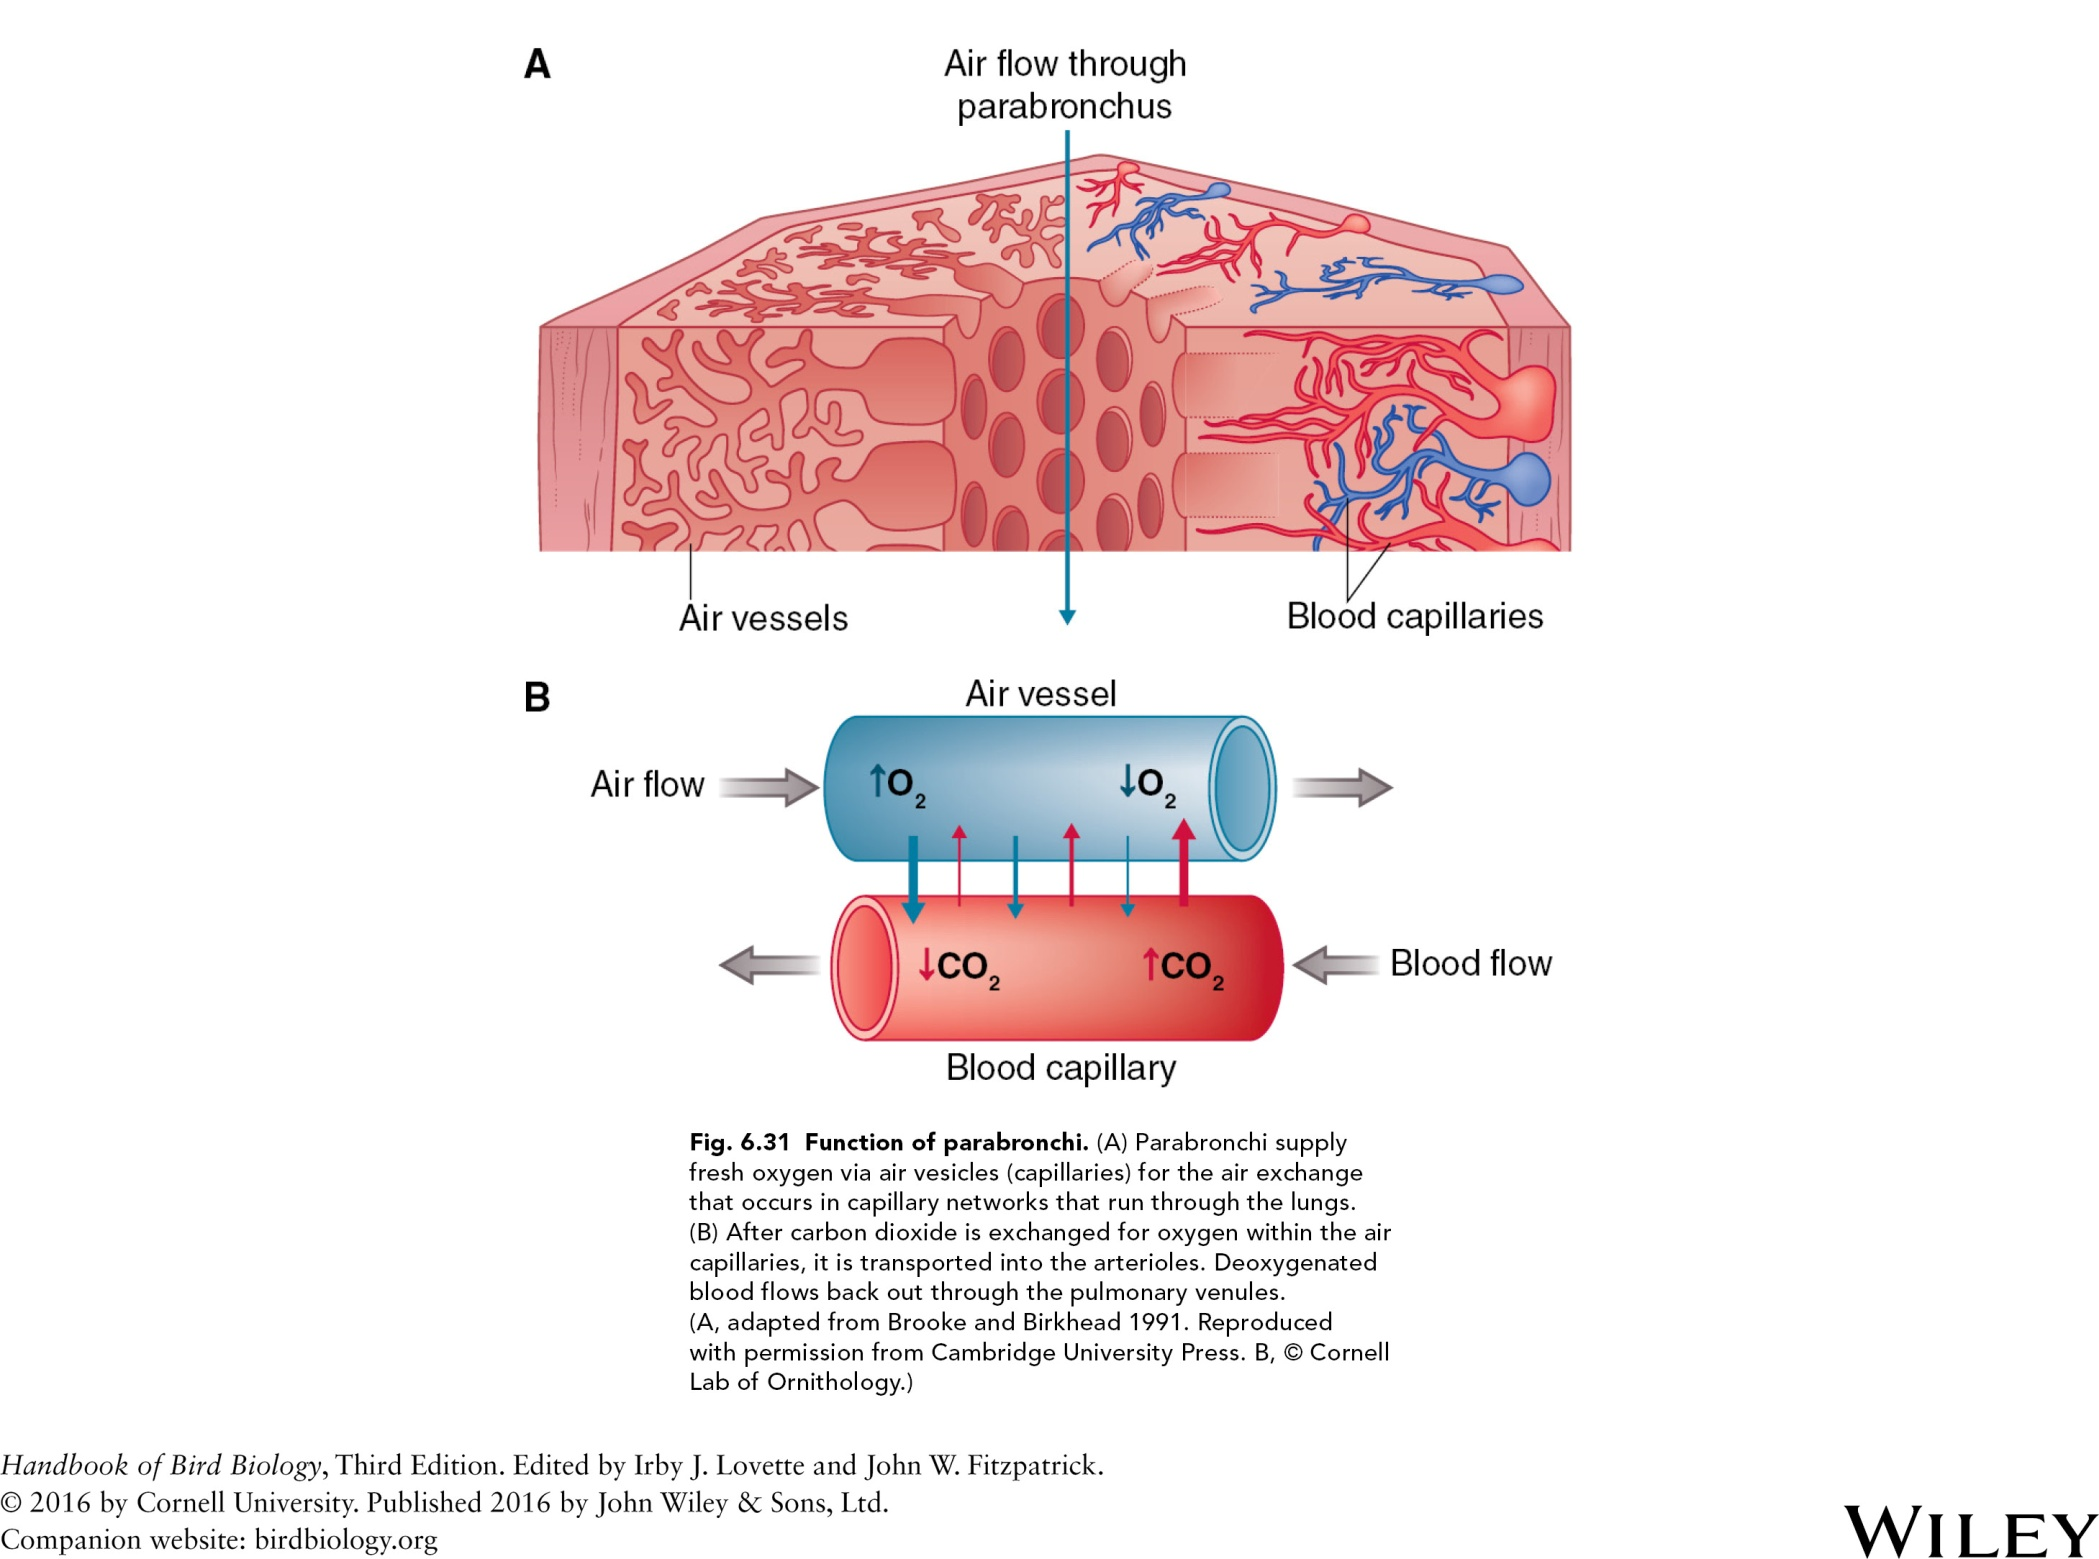 A
Air flow through
parabronchus
Air vessels
Blood capillaries
B
Air vessel
Air flow
↑O₂
↓O₂
↓CO₂
↑CO₂
Blood flow
Blood capillary
Fig. 6.31 Function of parabronchi. (A) Parabronchi supply
fresh oxygen via air vesicles (capillaries) for the air exchange
that occurs in capillary networks that run through the lungs.
(B) After carbon dioxide is exchanged for oxygen within the air
capillaries, it is transported into the arterioles. Deoxygenated
blood flows back out through the pulmonary venules.
(A, adapted from Brooke and Birkhead 1991. Reproduced
with permission from Cambridge University Press. B, © Cornell
Lab of Ornithology.)
Handbook of Bird Biology, Third Edition. Edited by Irby J. Lovette and John W. Fitzpatrick.
© 2016 by Cornell University. Published 2016 by John Wiley & Sons, Ltd.
Companion website: birdbiology.org
WILEY